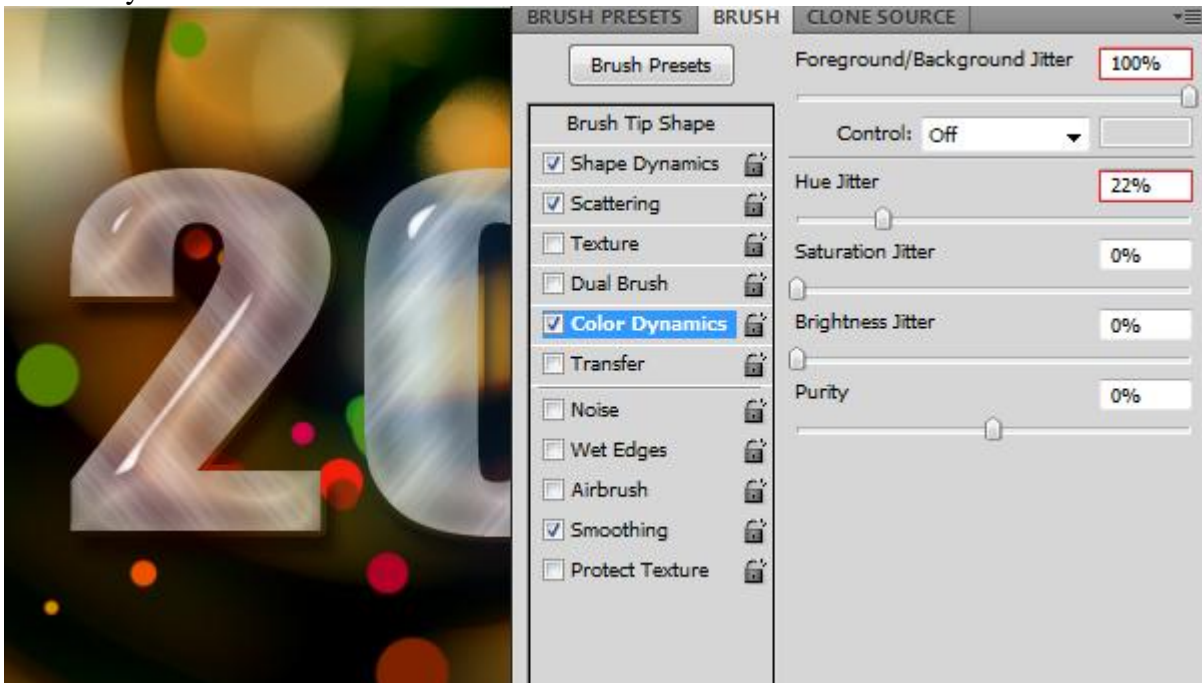 BRUSH PRESETS BRUSH CLONE SOURCE
Brush Presets
Brush Tip Shape
Shape Dynamics
Scattering
Texture
Dual Brush
Color Dynamics
Transfer
Noise
Wet Edges
Airbrush
Smoothing
Protect Texture
Foreground/Background Jitter 100%
Control: Off
Hue Jitter 22%
Saturation Jitter 0%
Brightness Jitter 0%
Purity 0%
20